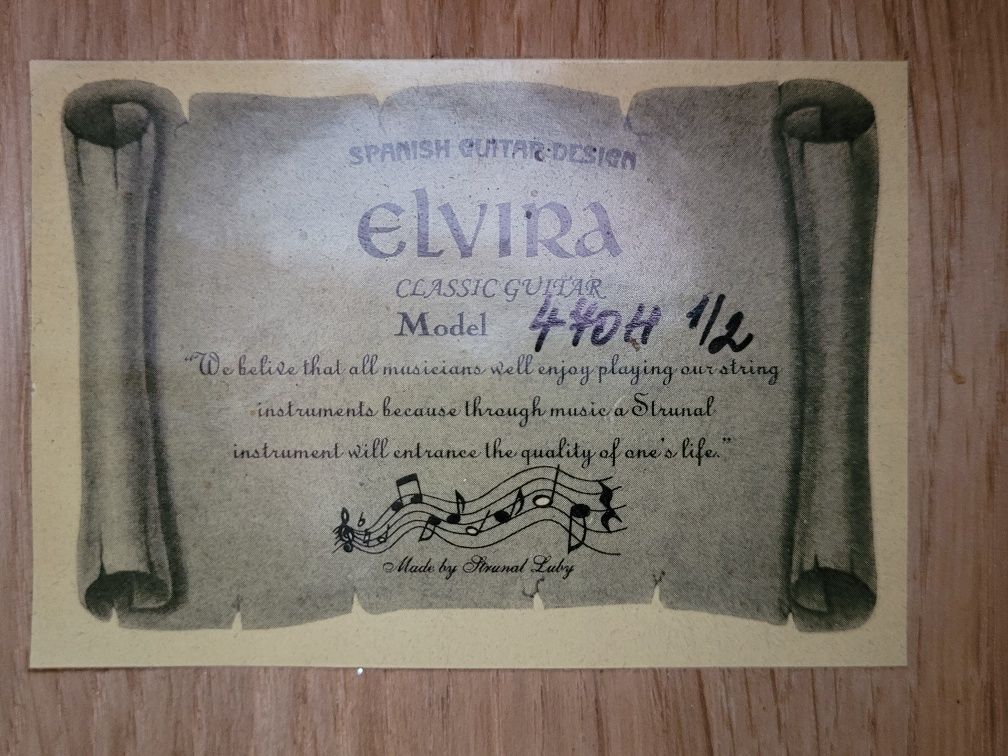 SPANISH GUITAR DESIGN
ELVIRA
CLASSIC GUITAR
Model 440H 1/2
"We belive that all musicians well enjoy playing our string
instruments because through music a Strunal
instrument will entrance the quality of one's life."
Made by Strunal Luby